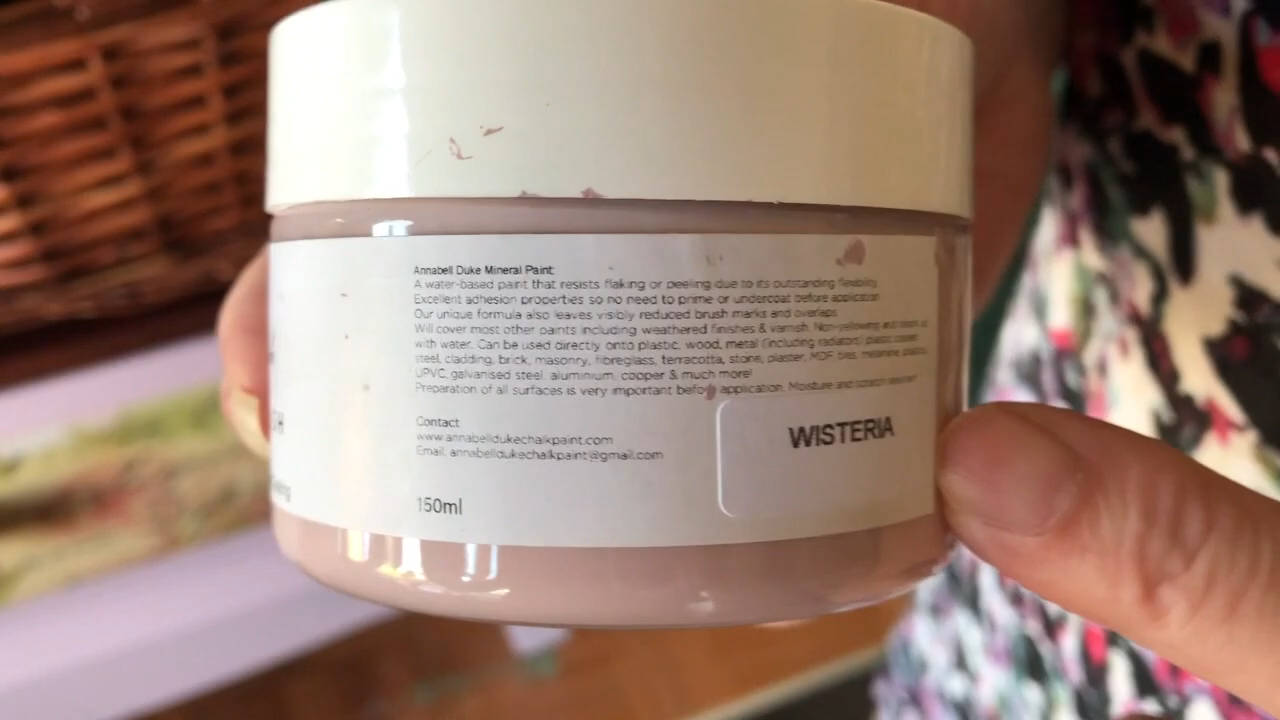 Annabell Duke Mineral Paint:
A water-based paint that resists flaking or peeling due to its outstanding flexibility
Excellent adhesion properties so no need to prime or undercoat before application
Our unique formula also leaves visibly reduced brush marks and overlaps
Will cover most other paints including weathered finishes & varnish. Non-yellowing and
with water. Can be used directly onto plastic, wood, metal (including radiators) plastic coated
steel, cladding, brick, masonry, fibreglass, terracotta, stone, plaster, MDF, tiles, melamine,
UPVC, galvanised steel, aluminium, copper & much more!
Preparation of all surfaces is very important before application. Moisture and scratch resistant
Contact
www.annabelldukechalkpaint.com
Email. annabelldukechalkpaint@gmail.com
WISTERIA
150ml